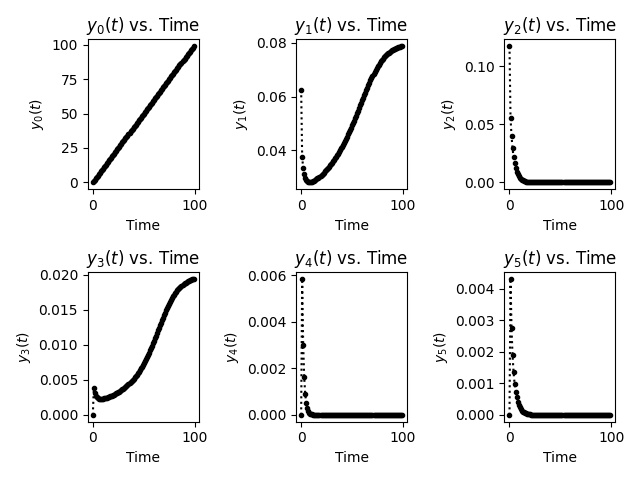 y₀(t) vs. Time
y₁(t) vs. Time
y₂(t) vs. Time
100
75
50
25
0
y₀(t)
0
100
Time
0.08
0.06
0.04
y₁(t)
0
100
Time
0.10
0.05
0.00
y₂(t)
0
100
Time
y₃(t) vs. Time
y₄(t) vs. Time
y₅(t) vs. Time
0.020
0.015
0.010
0.005
0.000
y₃(t)
0
100
Time
0.006
0.004
0.002
0.000
y₄(t)
0
100
Time
0.004
0.003
0.002
0.001
0.000
y₅(t)
0
100
Time